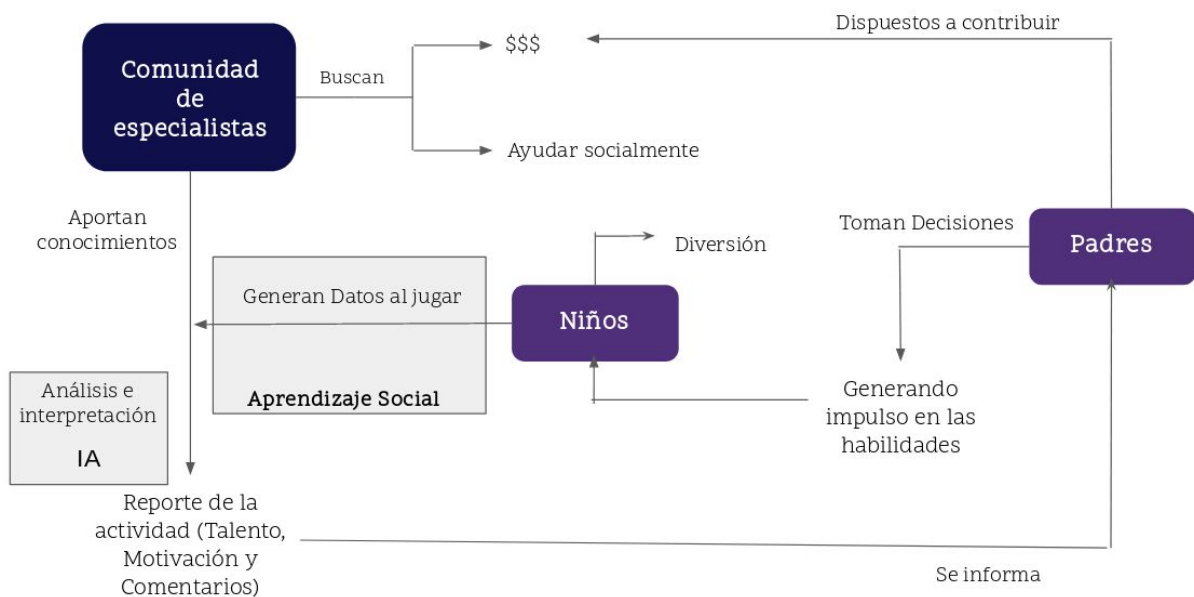 Dispuestos a contribuir
$$$
Comunidad
de
especialistas
Buscan
Ayudar socialmente
Aportan
conocimientos
Toman Decisiones
Padres
Diversión
Generan Datos al jugar
Niños
Aprendizaje Social
Análisis e
interpretación
IA
Generando
impulso en las
habilidades
Reporte de la
actividad (Talento,
Motivación y
Comentarios)
Se informa